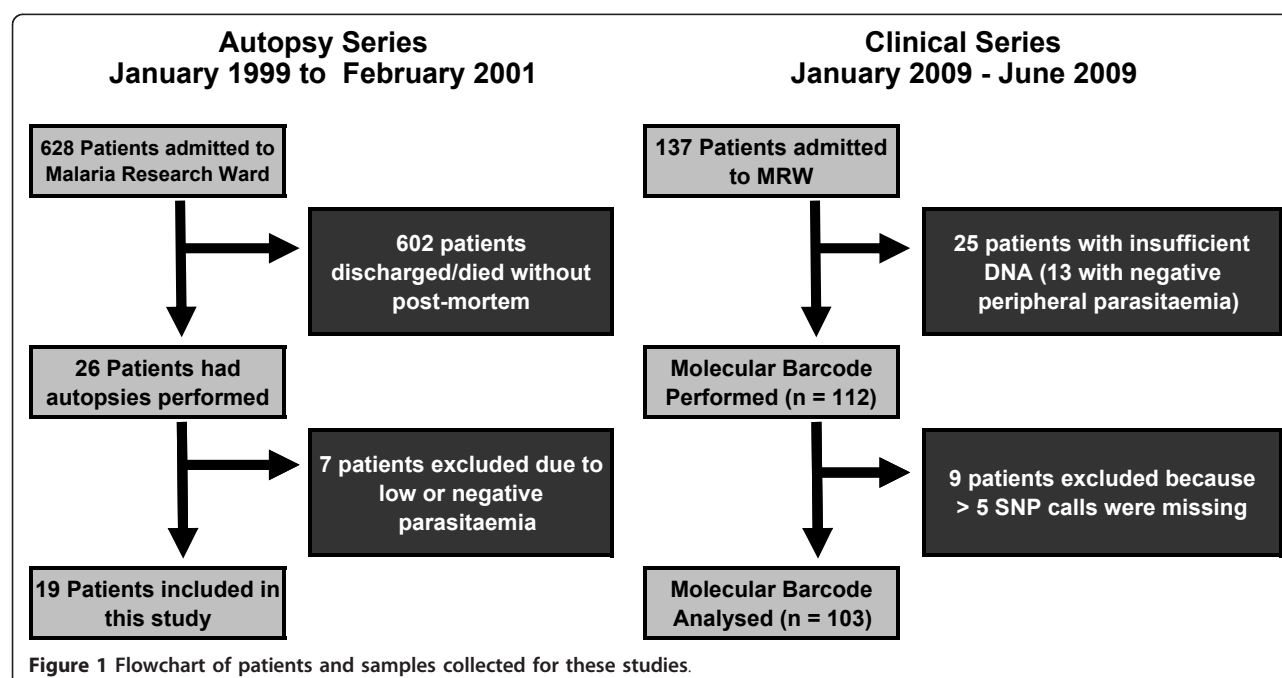 Autopsy Series
January 1999 to February 2001
628 Patients admitted to
Malaria Research Ward
602 patients
discharged/died without
post-mortem
26 Patients had
autopsies performed
7 patients excluded due to
low or negative
parasitaemia
19 Patients included in
this study
Clinical Series
January 2009 - June 2009
137 Patients admitted
to MRW
25 patients with insufficient
DNA (13 with negative
peripheral parasitaemia)
Molecular Barcode
Performed (n = 112)
9 patients excluded because
> 5 SNP calls were missing
Molecular Barcode
Analysed (n = 103)
Figure 1 Flowchart of patients and samples collected for these studies.